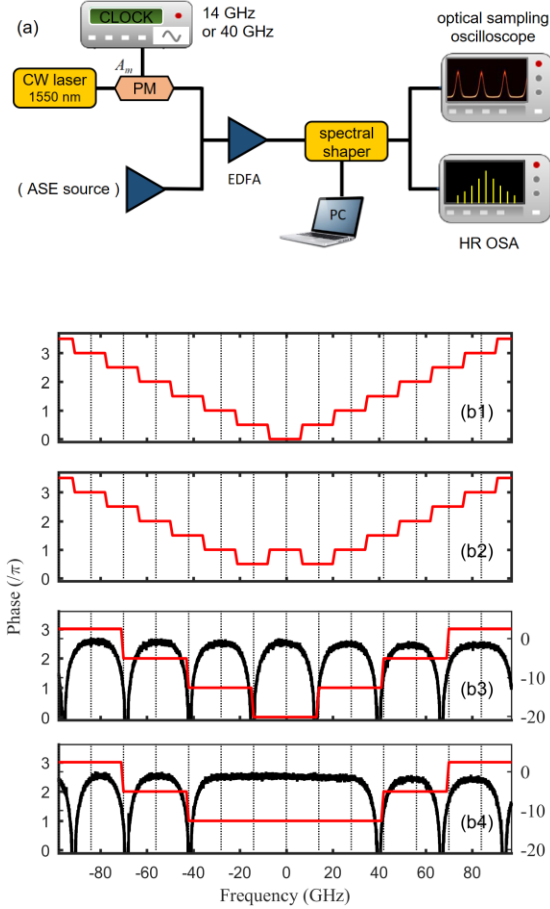 (a)
CLOCK
14 GHz
or 40 GHz
optical sampling
oscilloscope
CW laser
1550 nm
Am
PM
spectral
shaper
( ASE source )
EDFA
PC
HR OSA
3
2
1
0
(b1)
3
2
1
0
(b2)
Phase (/π)
3
2
1
0
0
-10
-20
(b3)
3
2
1
0
0
-10
-20
(b4)
-80 -60 -40 -20 0 20 40 60 80
Frequency (GHz)